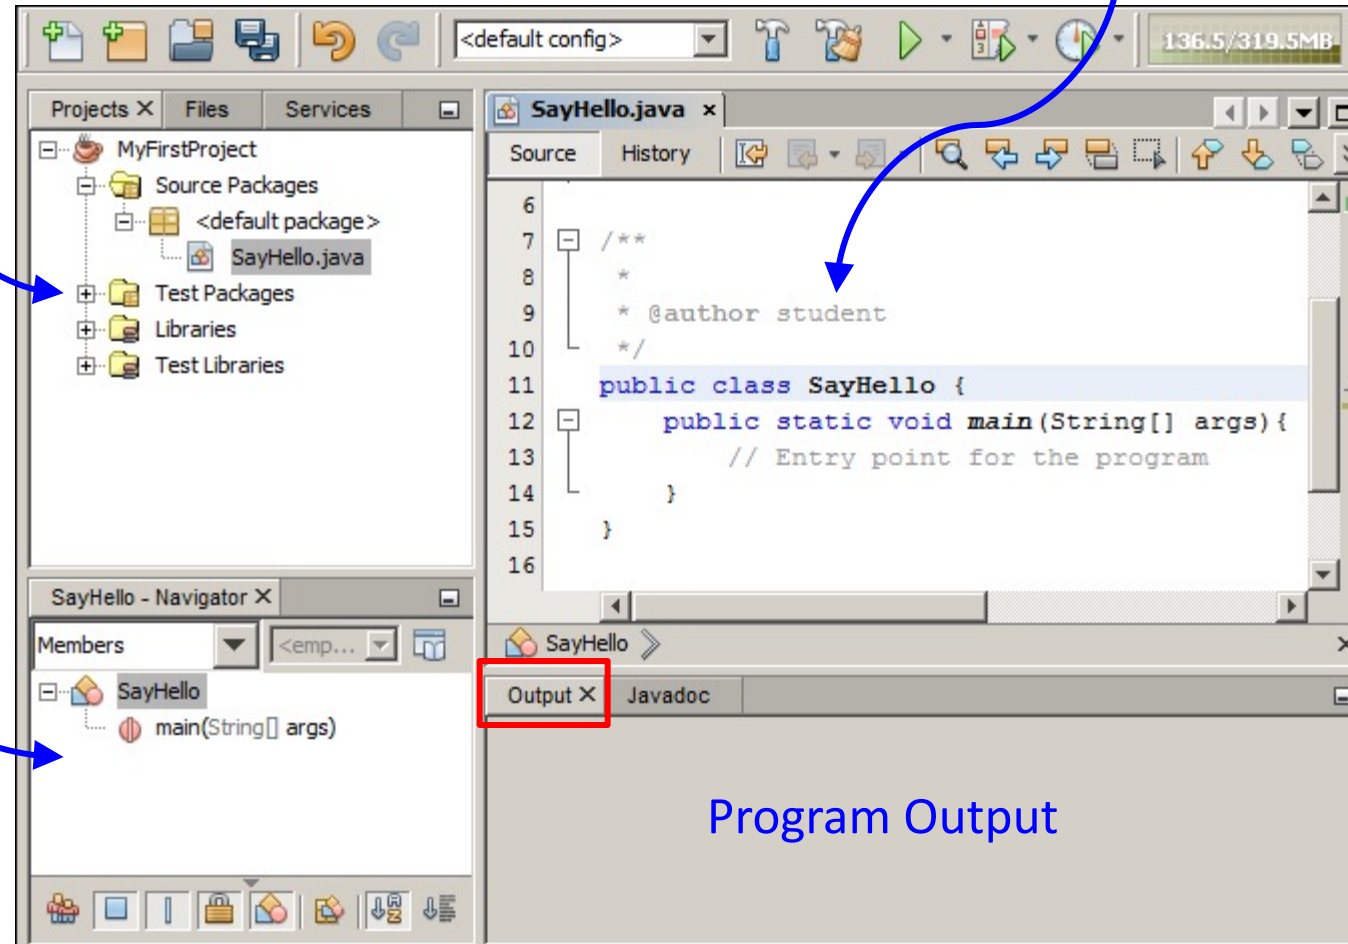 <default config>
136.5/319.5MB
Projects X Files Services
MyFirstProject
Source Packages
<default package>
SayHello.java
Test Packages
Libraries
Test Libraries
SayHello.java x
Source History
6
7 /**
8  *
9  * @author student
10  */
11 public class SayHello {
12     public static void main(String[] args){
13         // Entry point for the program
14     }
15 }
16
SayHello
SayHello - Navigator X
Members <emp...
SayHello
main(String[] args)
Output X Javadoc
Program Output